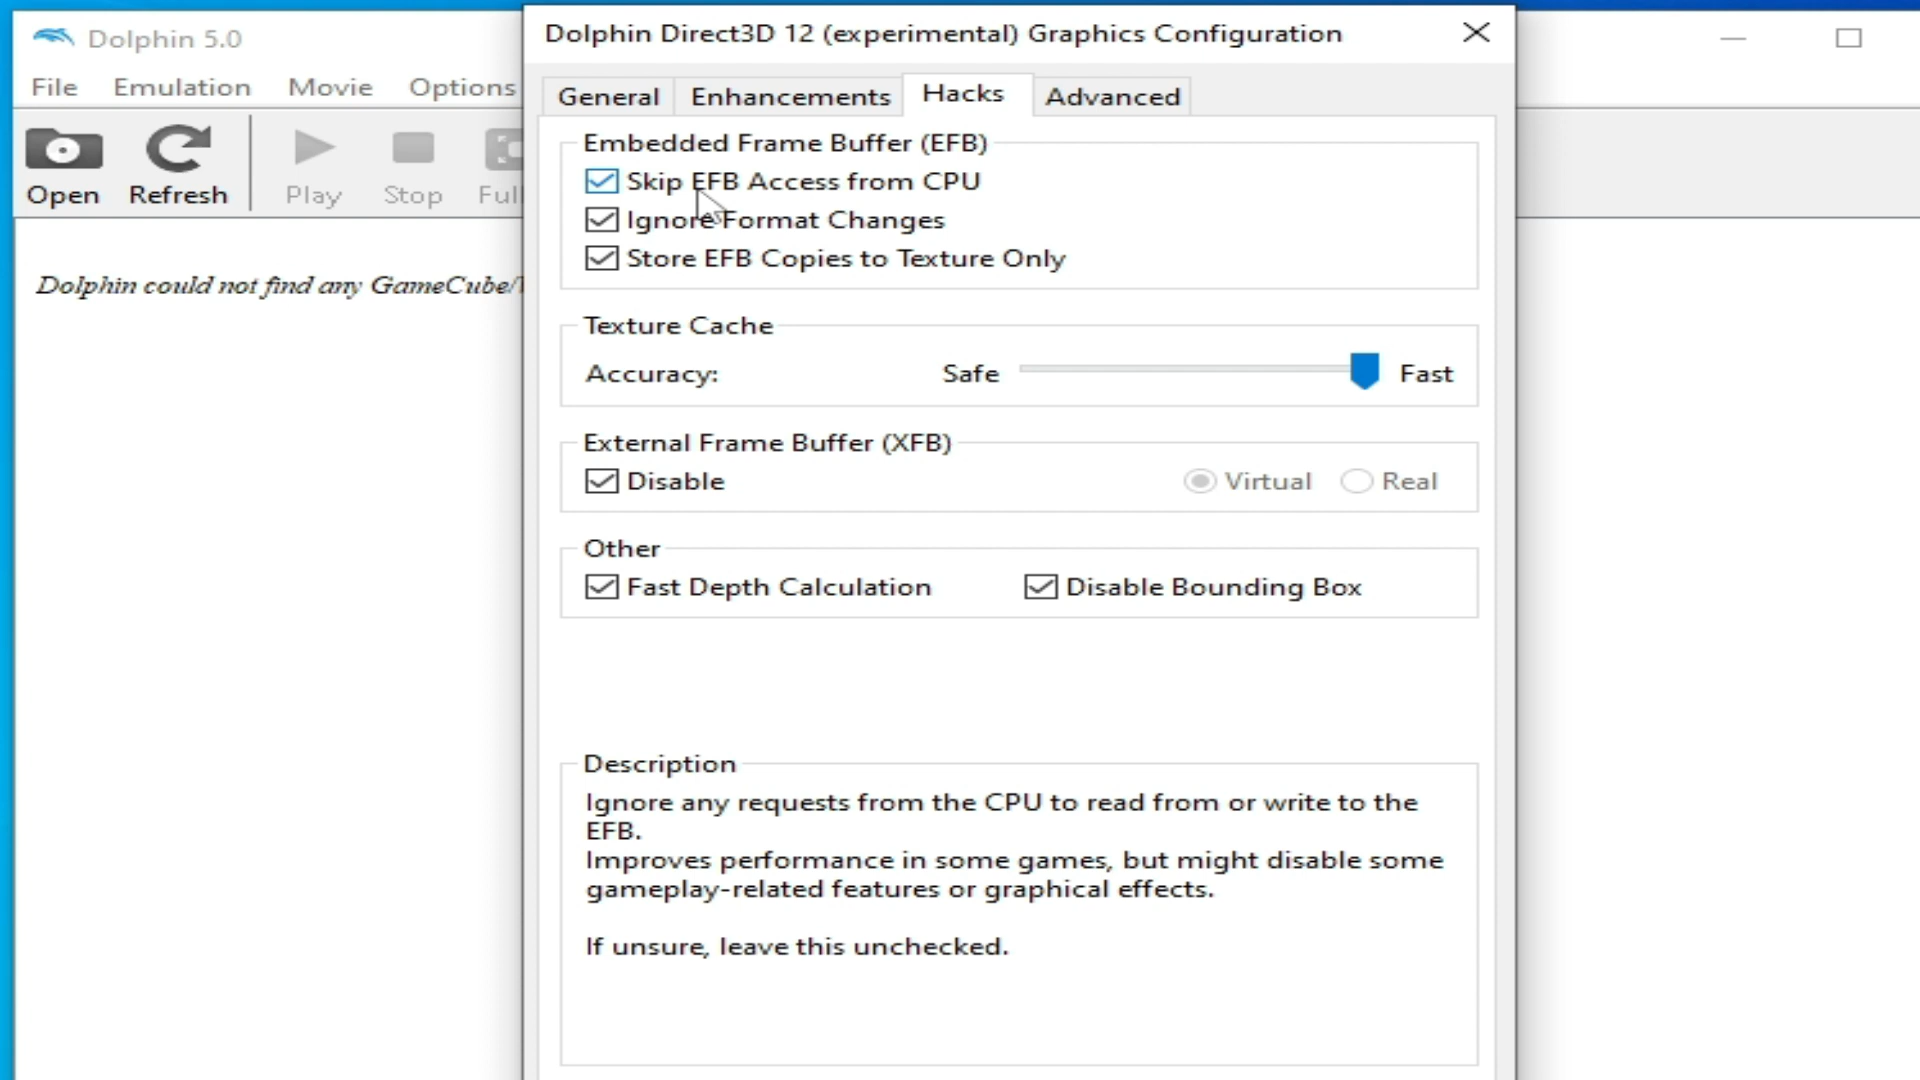 Dolphin 5.0
File Emulation Movie Options
Open Refresh Play Stop
Dolphin could not find any GameCube/
Dolphin Direct3D 12 (experimental) Graphics Configuration
General Enhancements Hacks Advanced
Embedded Frame Buffer (EFB)
Skip EFB Access from CPU
Ignore Format Changes
Store EFB Copies to Texture Only
Texture Cache
Accuracy: Safe Fast
External Frame Buffer (XFB)
Disable Virtual Real
Other
Fast Depth Calculation Disable Bounding Box
Description
Ignore any requests from the CPU to read from or write to the
EFB.
Improves performance in some games, but might disable some
gameplay-related features or graphical effects.
If unsure, leave this unchecked.